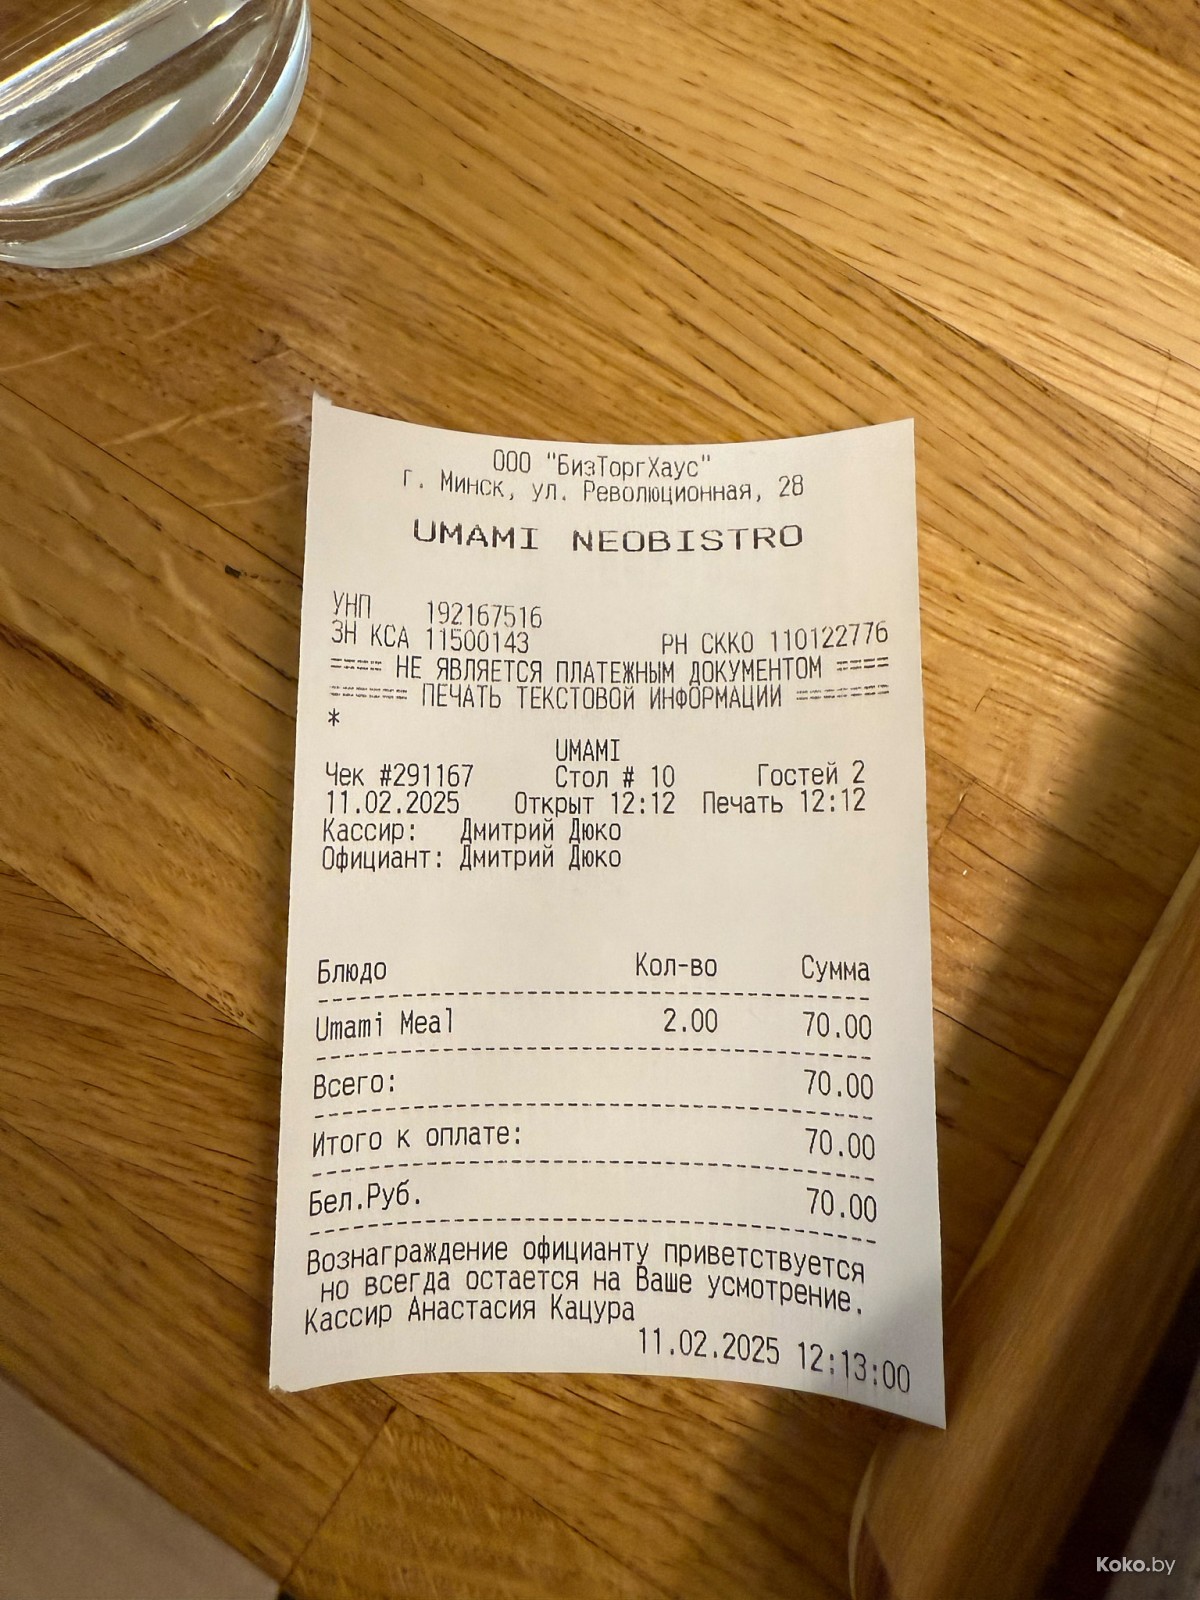 ООО "БизТоргХаус"
г. Минск, ул. Революционная, 28
UMAMI NEOBISTRO
УНП 192167516
ЗН КСА 11500143 РН СККО 110122776
==== НЕ ЯВЛЯЕТСЯ ПЛАТЕЖНЫМ ДОКУМЕНТОМ ====
====== ПЕЧАТЬ ТЕКСТОВОЙ ИНФОРМАЦИИ =======
*
UMAMI
Чек #291167 Стол # 10 Гостей 2
11.02.2025 Открыт 12:12 Печать 12:12
Кассир: Дмитрий Дюко
Официант: Дмитрий Дюко
Блюдо Кол-во Сумма
Umami Meal 2.00 70.00
Всего: 70.00
Итого к оплате: 70.00
Бел.Руб. 70.00
Вознаграждение официанту приветствуется
но всегда остается на Ваше усмотрение.
Кассир Анастасия Кацура
11.02.2025 12:13:00
Koko.by